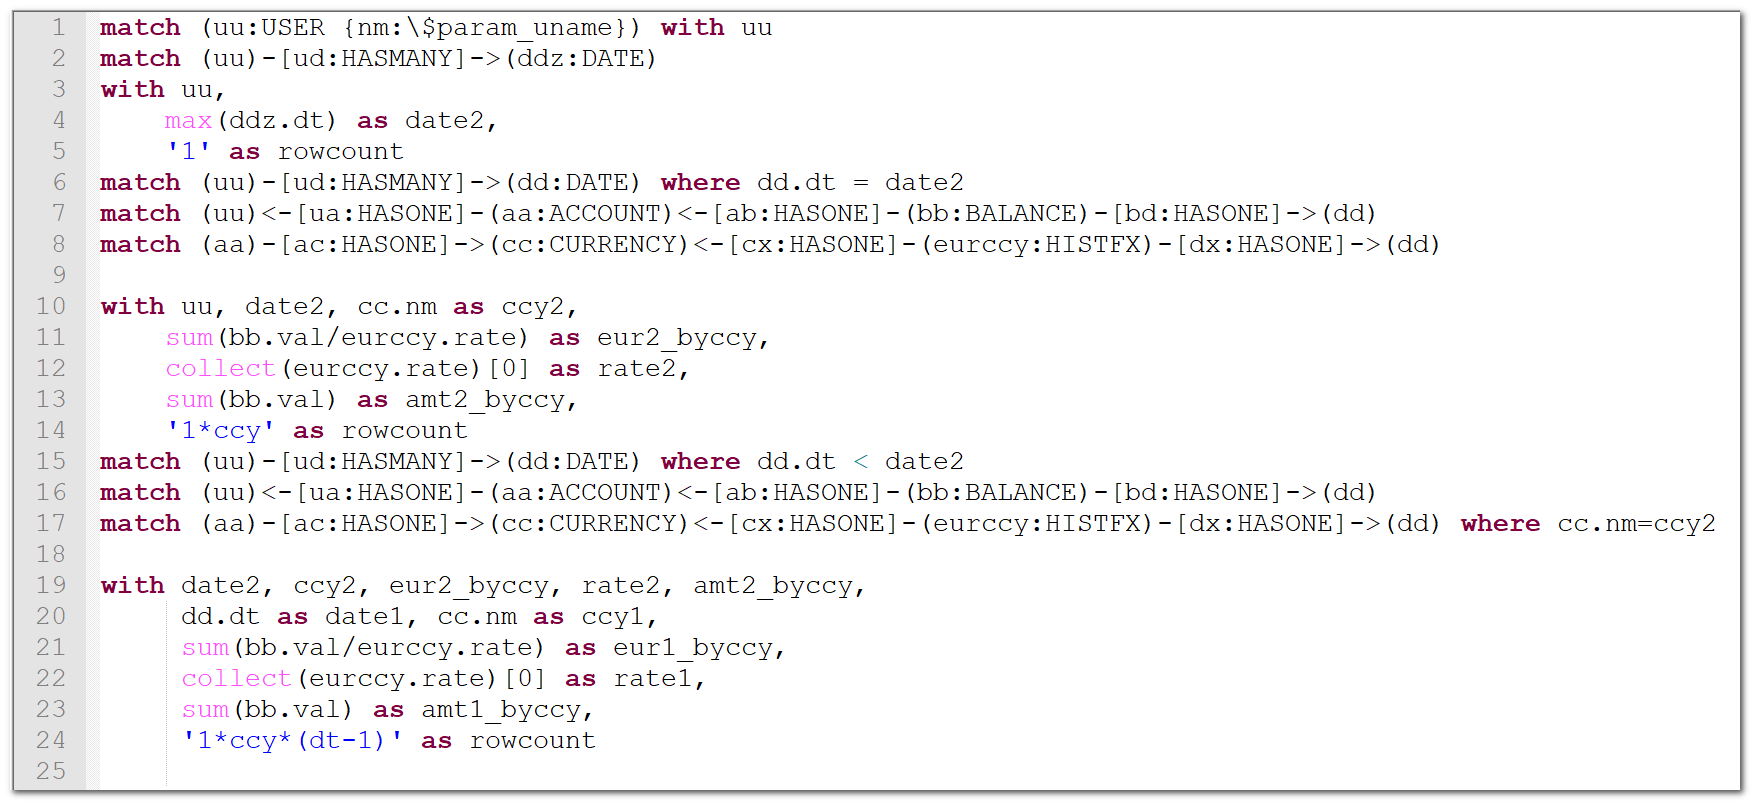 1 match (uu:USER {nm:\$param_uname}) with uu
2 match (uu)-[ud:HASMANY]->(ddz:DATE)
3 with uu,
4     max(ddz.dt) as date2,
5     '1' as rowcount
6 match (uu)-[ud:HASMANY]->(dd:DATE) where dd.dt = date2
7 match (uu)<-[ua:HASONE]-(aa:ACCOUNT)<-[ab:HASONE]-(bb:BALANCE)-[bd:HASONE]->(dd)
8 match (aa)-[ac:HASONE]->(cc:CURRENCY)<-[cx:HASONE]-(eurccy:HISTFX)-[dx:HASONE]->(dd)
9
10 with uu, date2, cc.nm as ccy2,
11     sum(bb.val/eurccy.rate) as eur2_byccy,
12     collect(eurccy.rate)[0] as rate2,
13     sum(bb.val) as amt2_byccy,
14     '1*ccy' as rowcount
15 match (uu)-[ud:HASMANY]->(dd:DATE) where dd.dt < date2
16 match (uu)<-[ua:HASONE]-(aa:ACCOUNT)<-[ab:HASONE]-(bb:BALANCE)-[bd:HASONE]->(dd)
17 match (aa)-[ac:HASONE]->(cc:CURRENCY)<-[cx:HASONE]-(eurccy:HISTFX)-[dx:HASONE]->(dd) where cc.nm=ccy2
18
19 with date2, ccy2, eur2_byccy, rate2, amt2_byccy,
20      dd.dt as date1, cc.nm as ccy1,
21      sum(bb.val/eurccy.rate) as eur1_byccy,
22      collect(eurccy.rate)[0] as rate1,
23      sum(bb.val) as amt1_byccy,
24      '1*ccy*(dt-1)' as rowcount
25